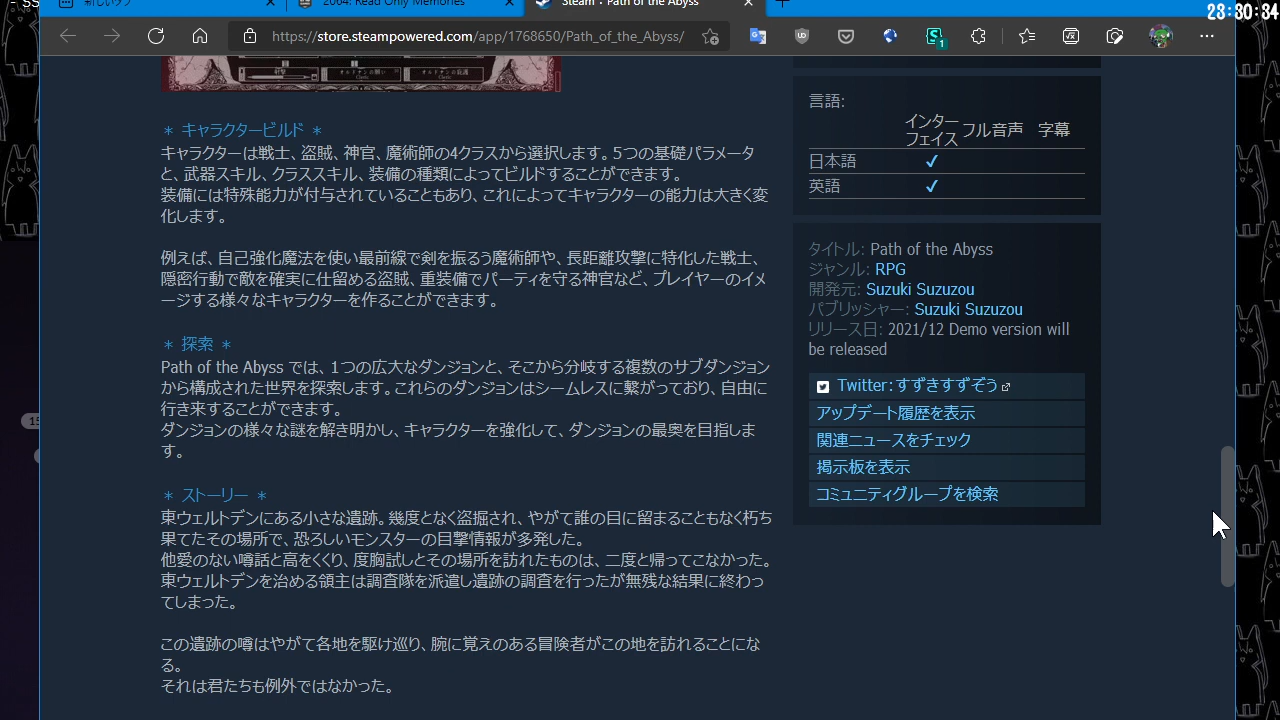 新しいタブ
2064: Read Only Memories
Steam：Path of the Abyss
23:30:34
https://store.steampowered.com/app/1768650/Path_of_the_Abyss/
1
＊ キャラクタービルド ＊
キャラクターは戦士、盗賊、神官、魔術師の4クラスから選択します。5つの基礎パラメータ
と、武器スキル、クラススキル、装備の種類によってビルドすることができます。
装備には特殊能力が付与されていることもあり、これによってキャラクターの能力は大きく変
化します。
例えば、自己強化魔法を使い最前線で剣を振るう魔術師や、長距離攻撃に特化した戦士、
隠密行動で敵を確実に仕留める盗賊、重装備でパーティを守る神官など、プレイヤーのイメ
ージする様々なキャラクターを作ることができます。
＊ 探索 ＊
Path of the Abyss では、1つの広大なダンジョンと、そこから分岐する複数のサブダンジョン
から構成された世界を探索します。これらのダンジョンはシームレスに繋がっており、自由に
行き来することができます。
ダンジョンの様々な謎を解き明かし、キャラクターを強化して、ダンジョンの最奥を目指しま
す。
＊ ストーリー ＊
東ウェルトデンにある小さな遺跡。幾度となく盗掘され、やがて誰の目に留まることもなく朽ち
果てたその場所で、恐ろしいモンスターの目撃情報が多発した。
他愛のない噂話と高をくくり、度胸試しとその場所を訪れたものは、二度と帰ってこなかった。
東ウェルトデンを治める領主は調査隊を派遣し遺跡の調査を行ったが無残な結果に終わっ
てしまった。
この遺跡の噂はやがて各地を駆け巡り、腕に覚えのある冒険者がこの地を訪れることにな
る。
それは君たちも例外ではなかった。
言語:
インター
フェイス フル音声 字幕
日本語 ✔
英語 ✔
タイトル: Path of the Abyss
ジャンル: RPG
開発元: Suzuki Suzuzou
パブリッシャー: Suzuki Suzuzou
リリース日: 2021/12 Demo version will
be released
Twitter: すずきすずぞう
アップデート履歴を表示
関連ニュースをチェック
掲示板を表示
コミュニティグループを検索